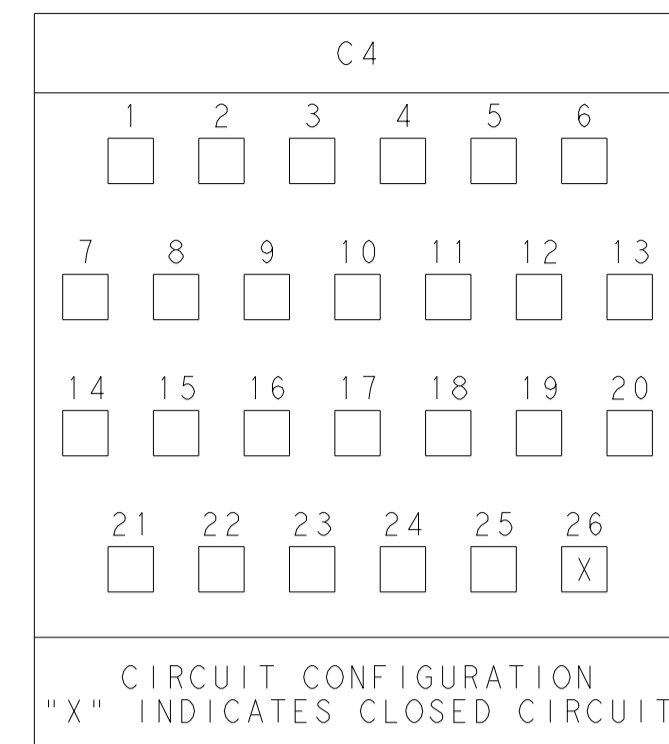 C4
1 2 3 4 5 6
7 8 9 10 11 12 13
14 15 16 17 18 19 20
21 22 23 24 25 26
X
CIRCUIT CONFIGURATION
"X" INDICATES CLOSED CIRCUIT